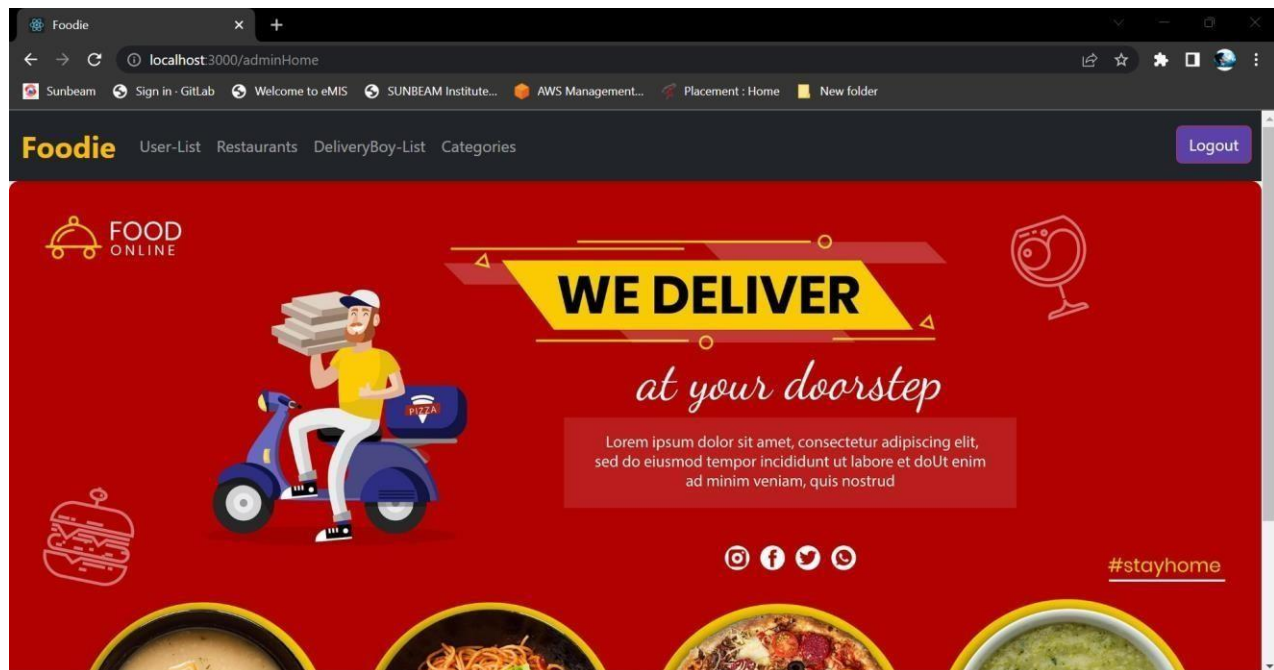 Foodie
localhost:3000/adminHome
Sunbeam Sign in · GitLab Welcome to eMIS SUNBEAM Institute... AWS Management... Placement : Home New folder
Foodie User-List Restaurants DeliveryBoy-List Categories Logout
FOOD
ONLINE
WE DELIVER
at your doorstep
PIZZA
Lorem ipsum dolor sit amet, consectetur adipiscing elit,
sed do eiusmod tempor incididunt ut labore et doUt enim
ad minim veniam, quis nostrud
#stayhome